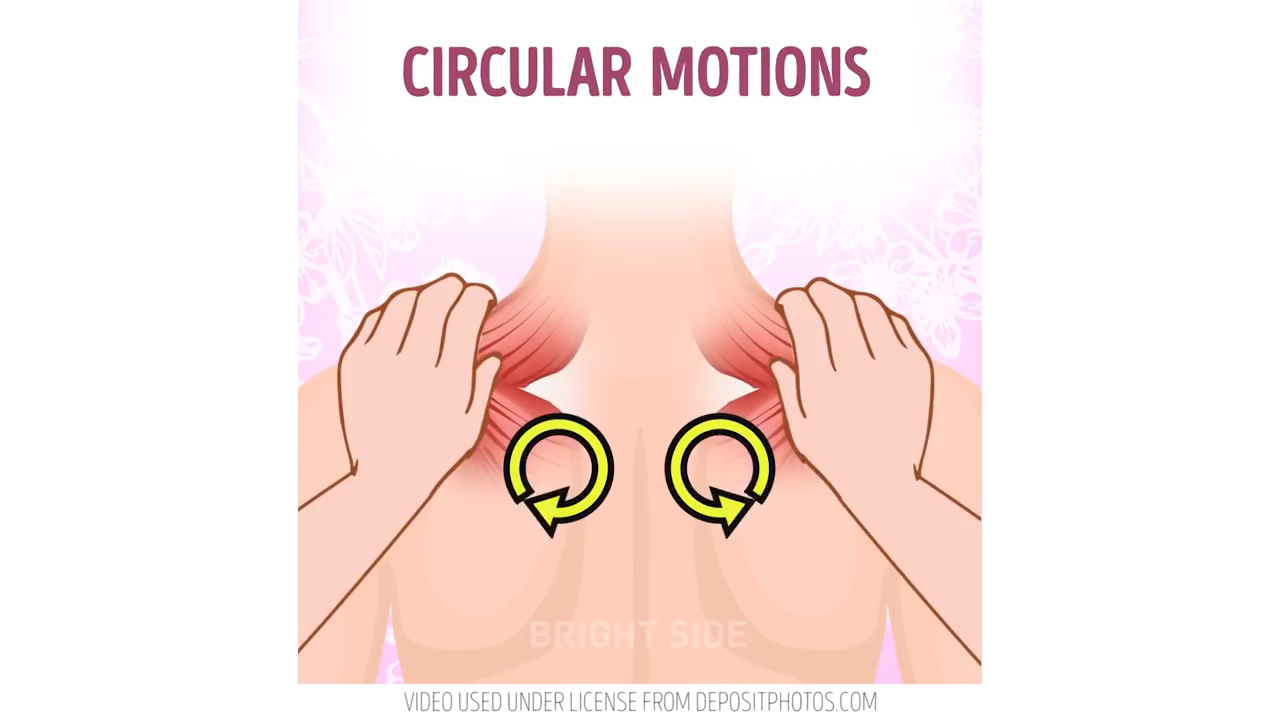 CIRCULAR MOTIONS
BRIGHT SIDE
VIDEO USED UNDER LICENSE FROM DEPOSITPHOTOS.COM